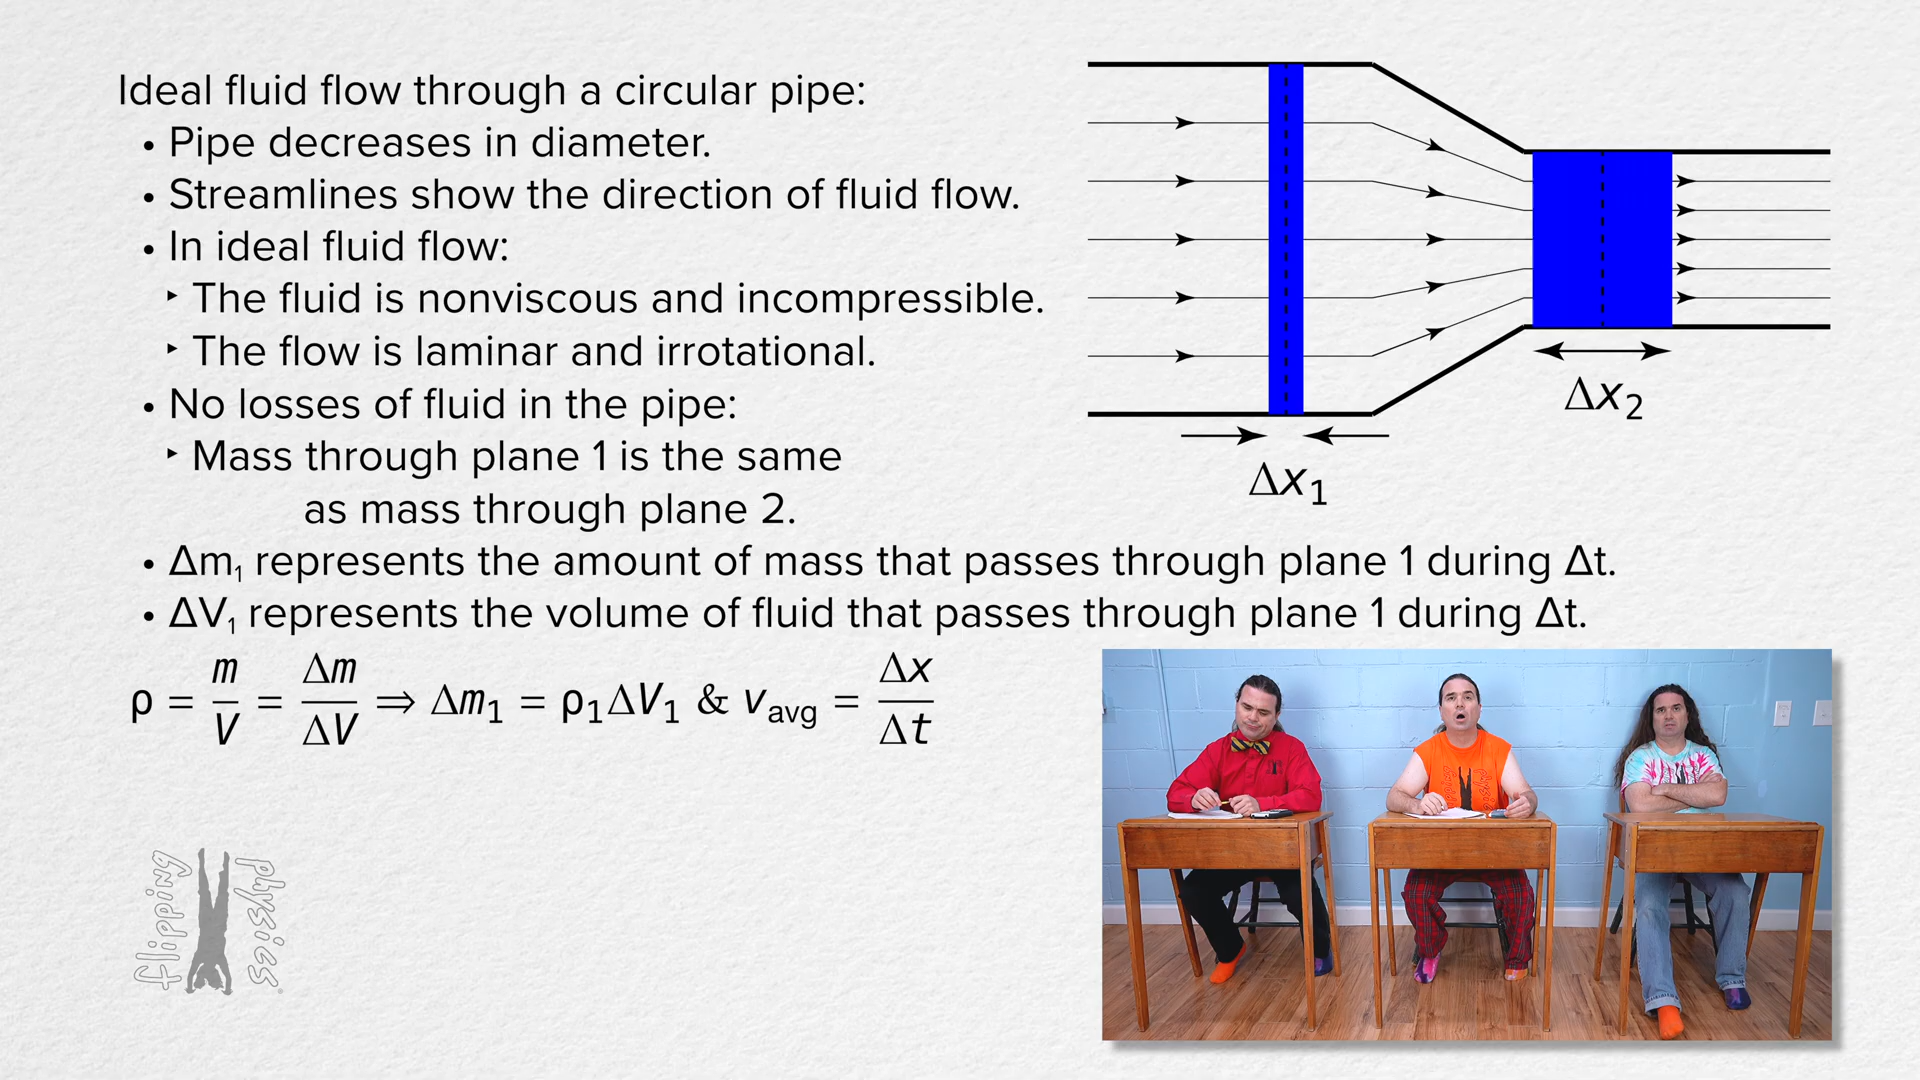 Ideal fluid flow through a circular pipe:
• Pipe decreases in diameter.
• Streamlines show the direction of fluid flow.
• In ideal fluid flow:
‣ The fluid is nonviscous and incompressible.
‣ The flow is laminar and irrotational.
• No losses of fluid in the pipe:
‣ Mass through plane 1 is the same
as mass through plane 2.
• Δm₁ represents the amount of mass that passes through plane 1 during Δt.
• ΔV₁ represents the volume of fluid that passes through plane 1 during Δt.
ρ = m/V = Δm/ΔV ⇒ Δm₁ = ρ₁ΔV₁ & v_avg = Δx/Δt
Δx₁
Δx₂
flipping physics